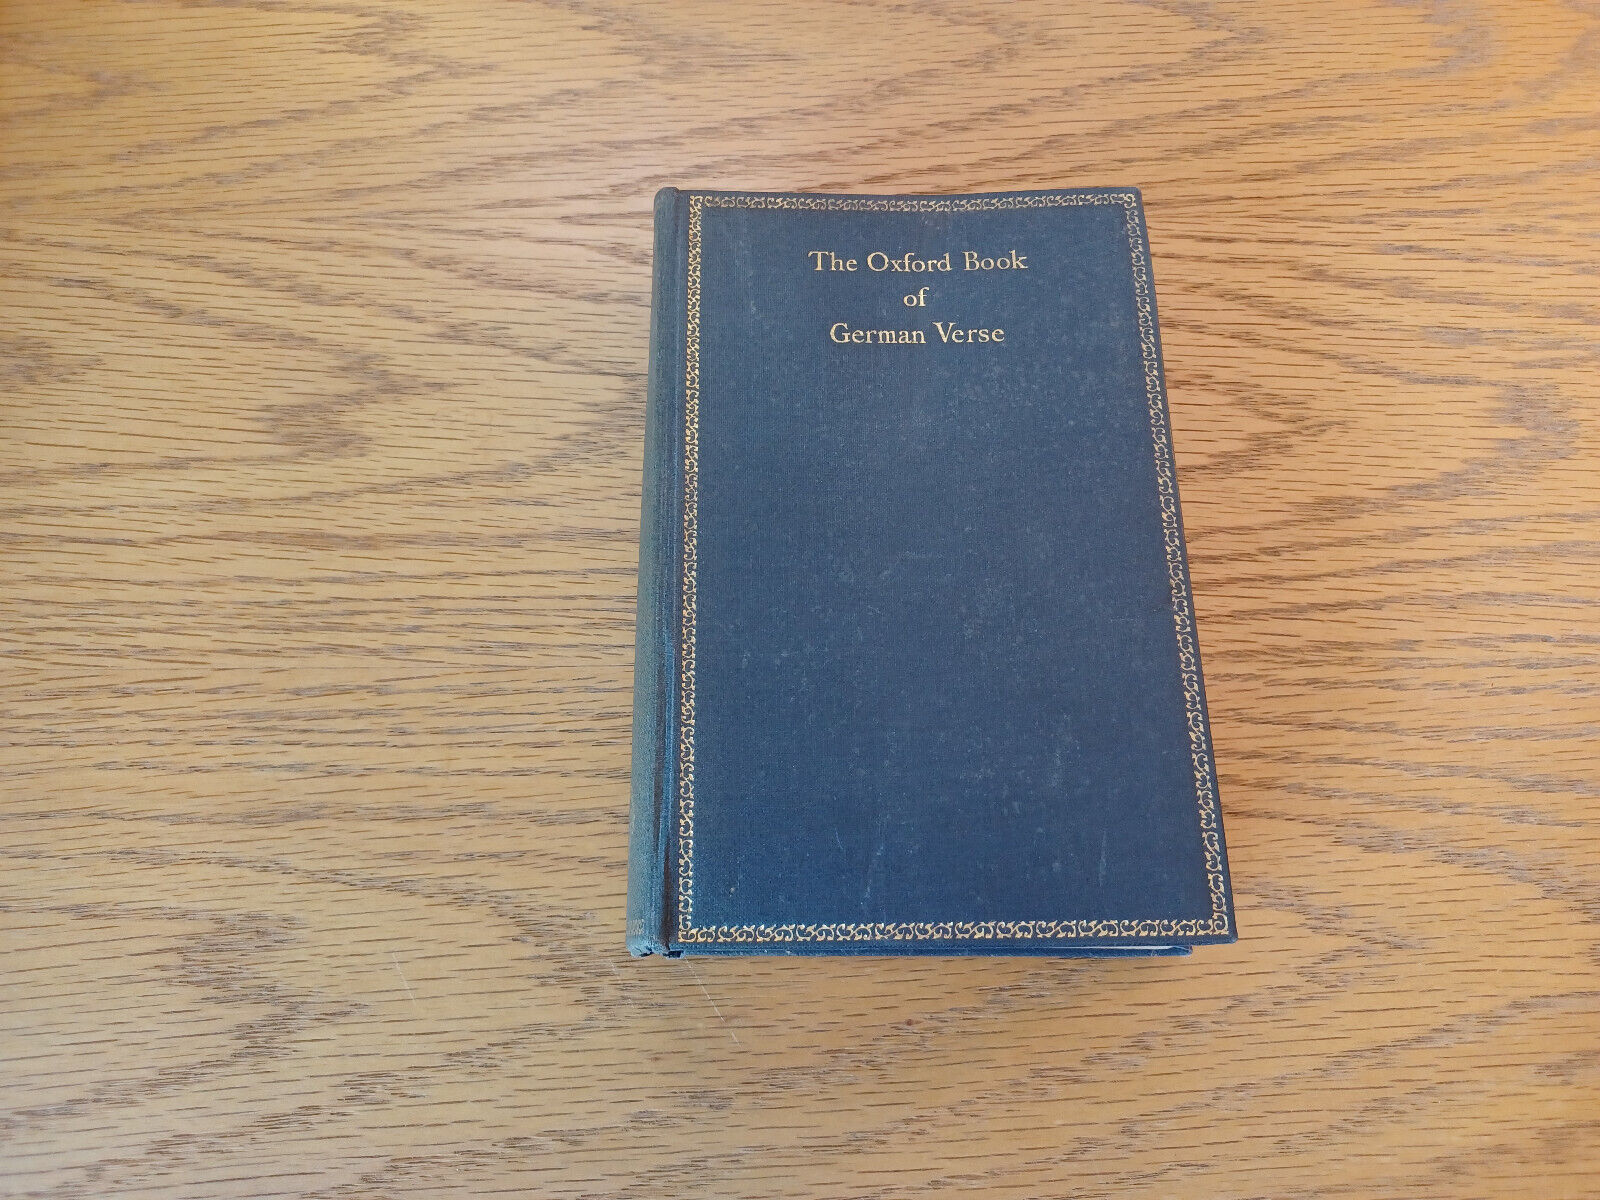 The Oxford Book
of
German Verse